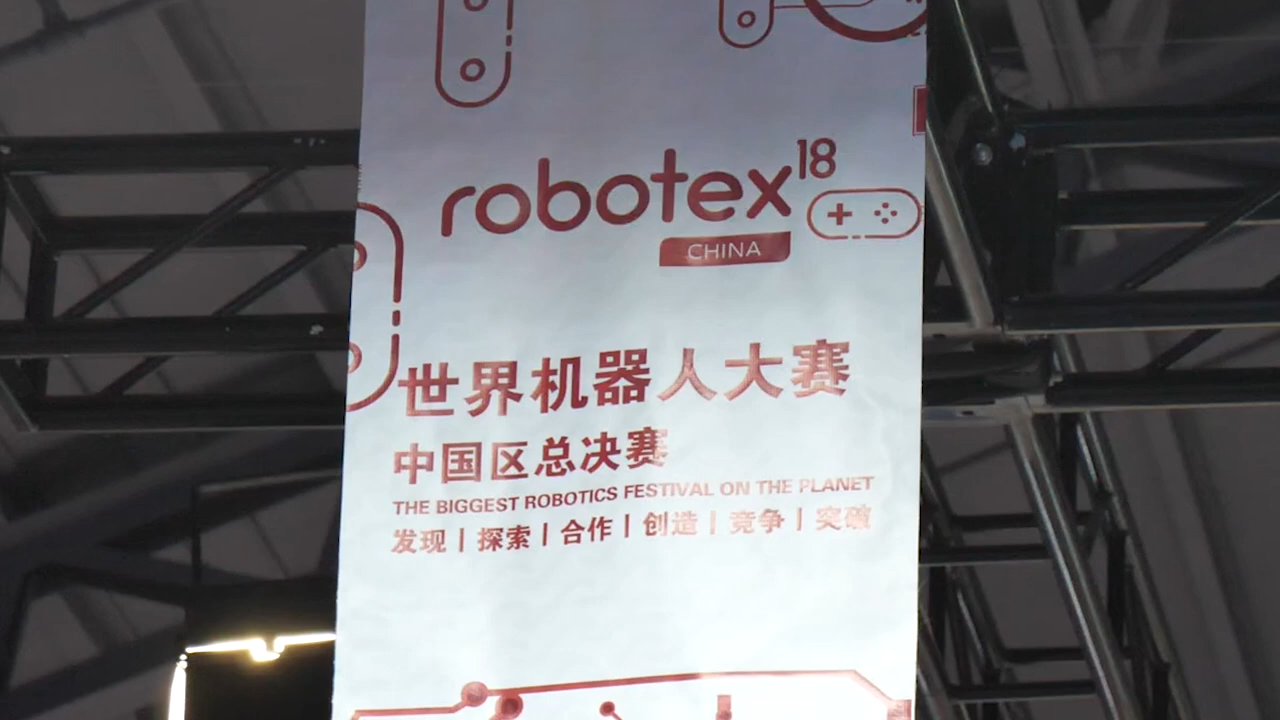 robotex18
CHINA
世界机器人大赛
中国区总决赛
THE BIGGEST ROBOTICS FESTIVAL ON THE PLANET
发现 | 探索 | 合作 | 创造 | 竞争 | 突破